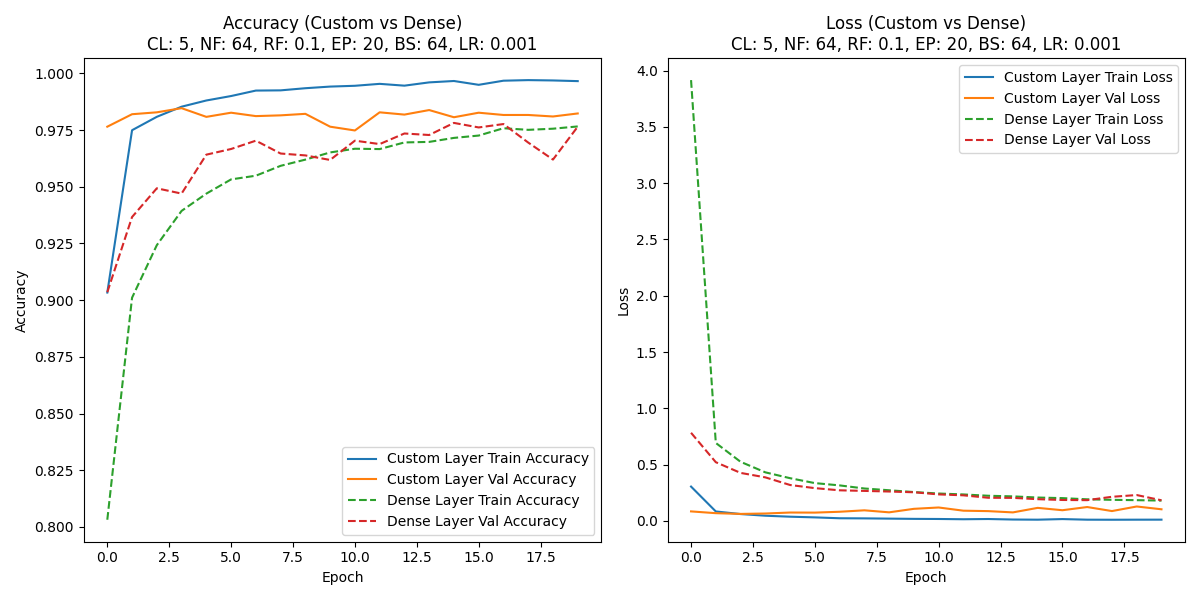 Accuracy (Custom vs Dense)
CL: 5, NF: 64, RF: 0.1, EP: 20, BS: 64, LR: 0.001
1.000
0.975
0.950
0.925
0.900
0.875
0.850
0.825
0.800
Accuracy
Custom Layer Train Accuracy
Custom Layer Val Accuracy
Dense Layer Train Accuracy
Dense Layer Val Accuracy
0.0 2.5 5.0 7.5 10.0 12.5 15.0 17.5
Epoch
Loss (Custom vs Dense)
CL: 5, NF: 64, RF: 0.1, EP: 20, BS: 64, LR: 0.001
4.0
3.5
3.0
2.5
2.0
1.5
1.0
0.5
0.0
Loss
Custom Layer Train Loss
Custom Layer Val Loss
Dense Layer Train Loss
Dense Layer Val Loss
0.0 2.5 5.0 7.5 10.0 12.5 15.0 17.5
Epoch